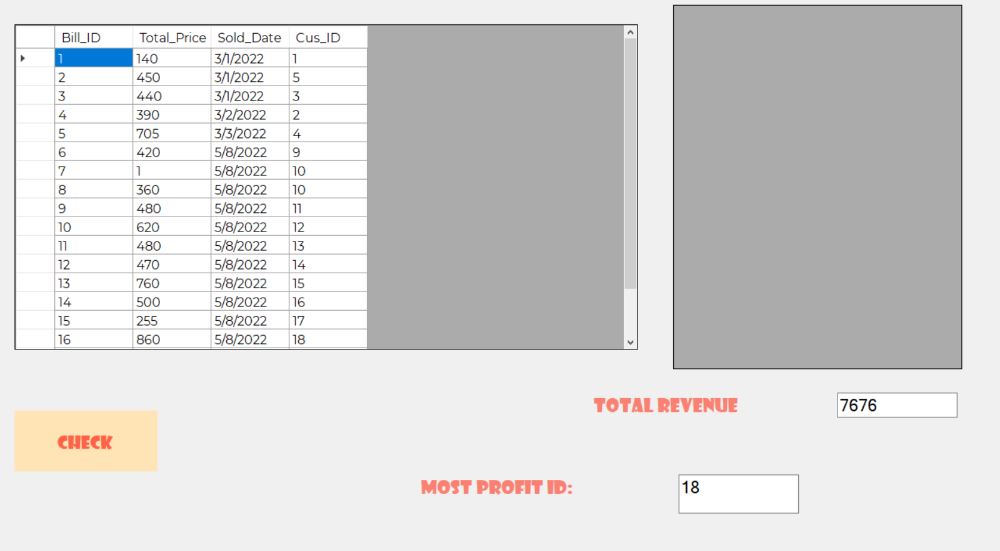 Bill_ID Total_Price Sold_Date Cus_ID
1 140 3/1/2022 1
2 450 3/1/2022 5
3 440 3/1/2022 3
4 390 3/2/2022 2
5 705 3/3/2022 4
6 420 5/8/2022 9
7 1 5/8/2022 10
8 360 5/8/2022 10
9 480 5/8/2022 11
10 620 5/8/2022 12
11 480 5/8/2022 13
12 470 5/8/2022 14
13 760 5/8/2022 15
14 500 5/8/2022 16
15 255 5/8/2022 17
16 860 5/8/2022 18
TOTAL REVENUE 7676
CHECK
MOST PROFIT ID: 18